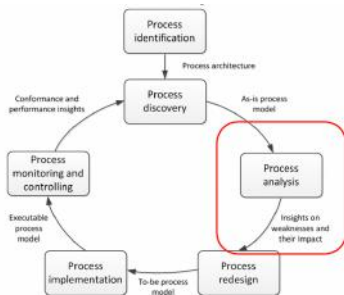 Process
identification
Process architecture
Process
discovery
Conformance and
performance insights
As-is process
model
Process
monitoring and
controlling
Process
analysis
Executable
process
model
Insights on
weaknesses and
their impact
Process
implementation
To-be process
model
Process
redesign